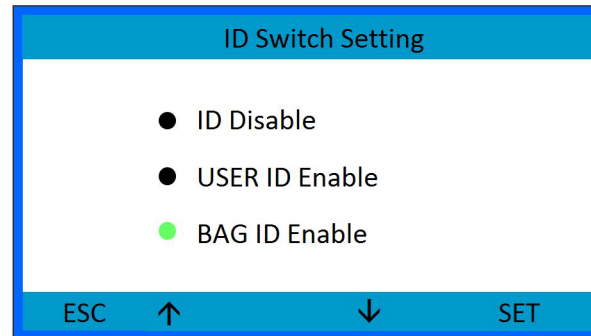 ID Switch Setting
ID Disable
USER ID Enable
BAG ID Enable
ESC ↑ ↓ SET